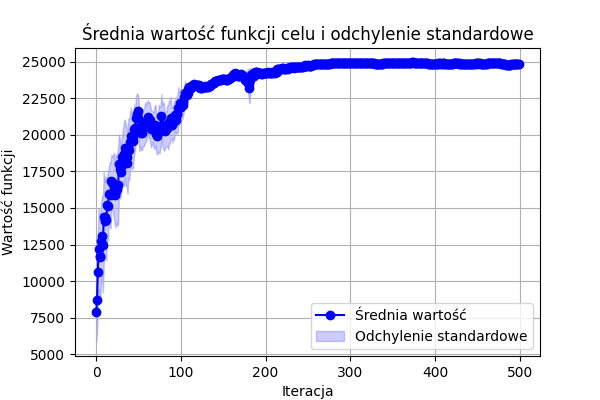 Średnia wartość funkcji celu i odchylenie standardowe
Wartość funkcji
25000
22500
20000
17500
15000
12500
10000
7500
5000
0 100 200 300 400 500
Iteracja
Średnia wartość
Odchylenie standardowe